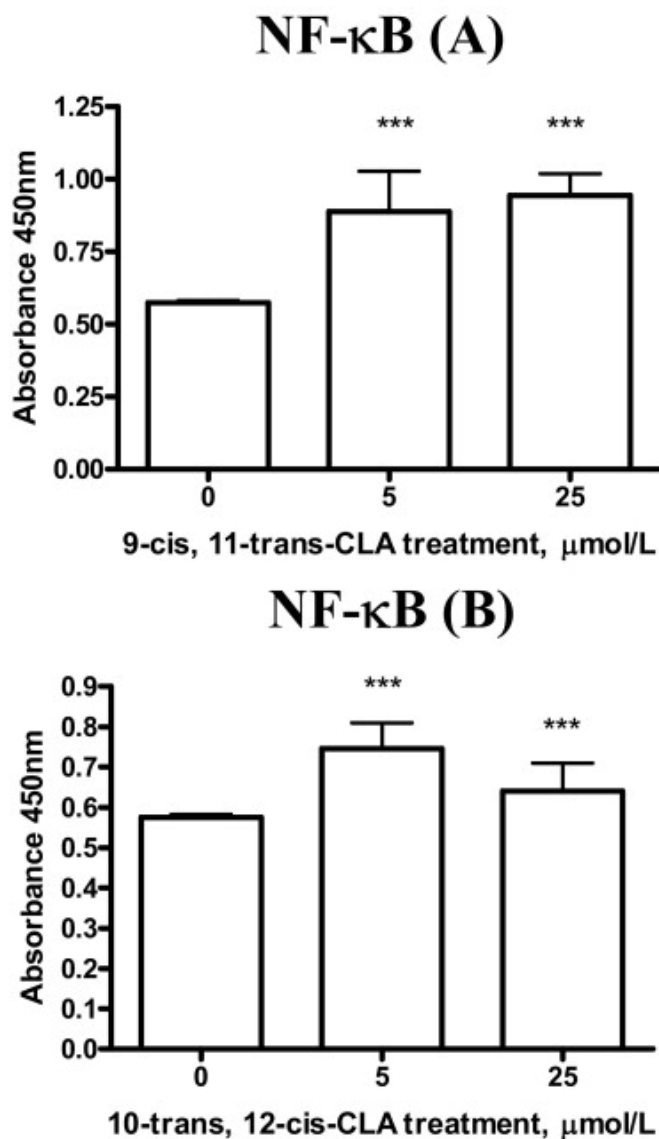 NF-κB (A)
Absorbance 450nm
1.25
1.00
0.75
0.50
0.25
0.00
*** ***
0 5 25
9-cis, 11-trans-CLA treatment, μmol/L
NF-κB (B)
Absorbance 450nm
0.9
0.8
0.7
0.6
0.5
0.4
0.3
0.2
0.1
0.0
***
***
0 5 25
10-trans, 12-cis-CLA treatment, μmol/L